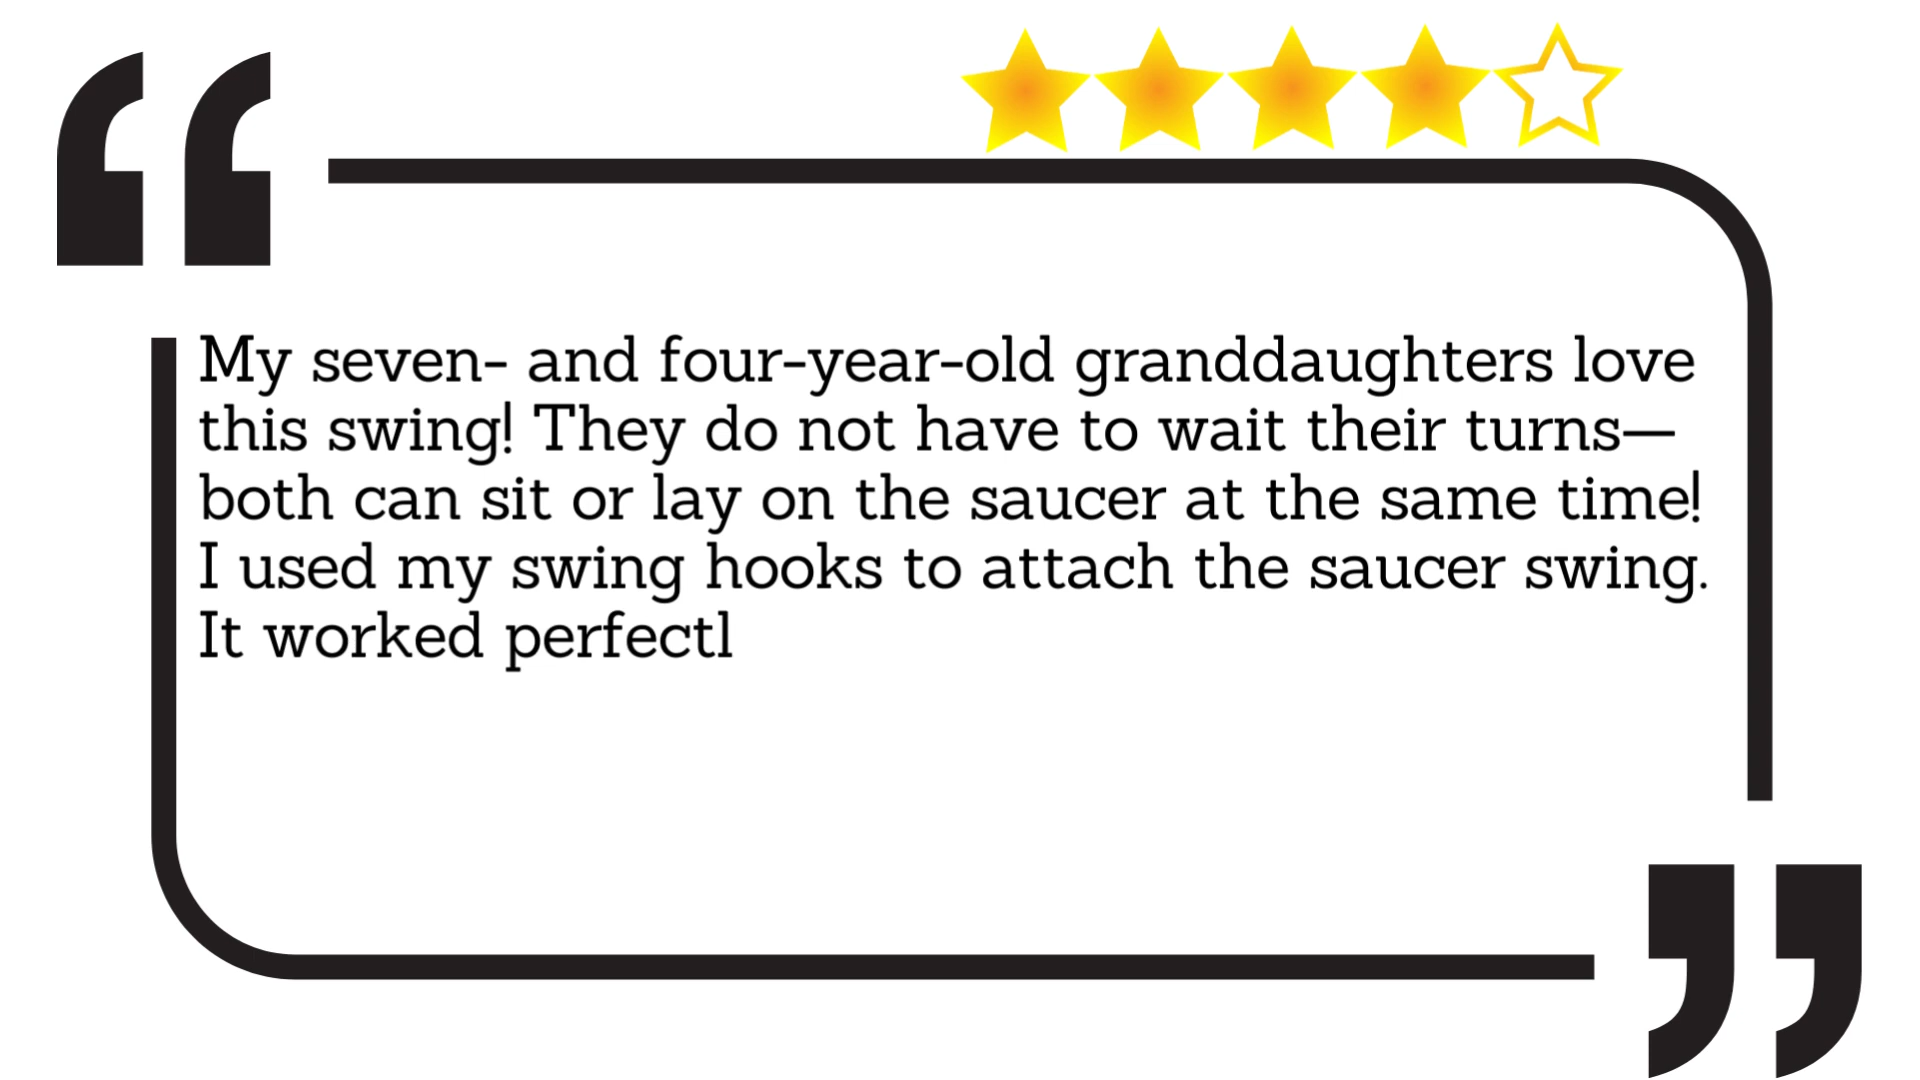 My seven- and four-year-old granddaughters love
this swing! They do not have to wait their turns—
both can sit or lay on the saucer at the same time!
I used my swing hooks to attach the saucer swing.
It worked perfectl